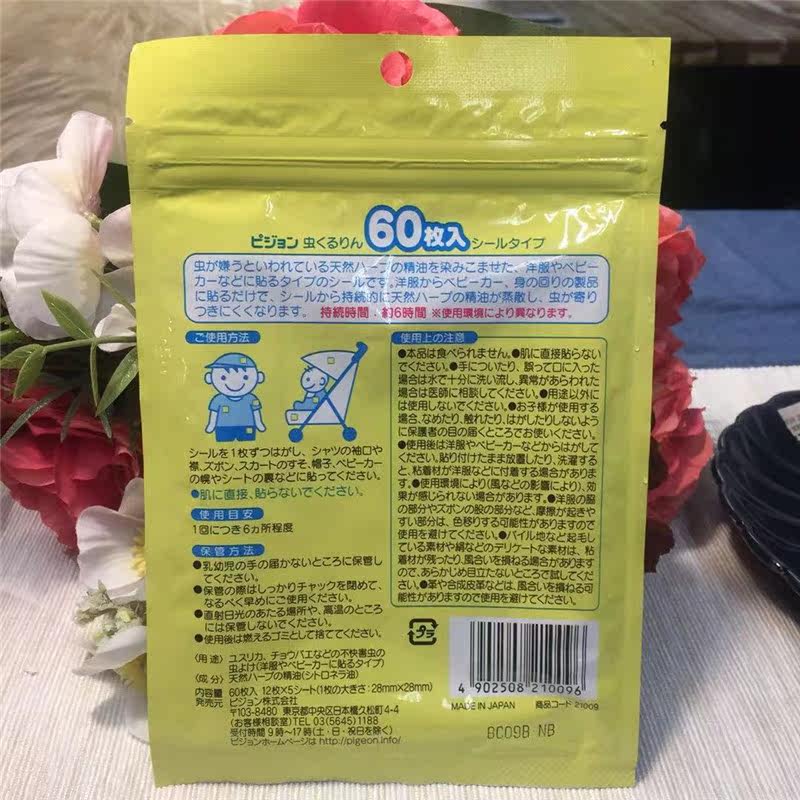 ピジョン 虫くるりん 60枚入 シールタイプ
虫が嫌うといわれている天然ハーブの精油を染みこませた、洋服やベビー
カーなどに貼るタイプのシールです。洋服からベビーカー、身の回りの製品
に貼るだけで、シールから持続的に天然ハーブの精油が蒸散し、虫が寄り
つきにくくなります。 持続時間:約6時間 ※使用環境により異なります。
ご使用方法
シールを1枚ずつはがし、シャツの袖口や
襟、ズボン、スカートのすそ、帽子、ベビーカー
の幌やシートの裏などに貼ってください。
●肌に直接、貼らないでください。
使用目安
1回につき6ヵ所程度
保管方法
●乳幼児の手の届かないところに保管し
てください。
●保管の際はしっかりチャックを閉めて、
なるべく早めにご使用ください。
●直射日光のあたる場所や、高温のところ
には保管しないでください。
●使用後は燃えるゴミとして捨ててください。
使用上の注意
●本品は食べられません。●肌に直接貼らない
でください。●手についたり、誤って口に入った
場合は水で十分に洗い流し、異常があらわれた
場合は医師に相談してください。●用途以外に
は使用しないでください。●お子様が使用する
場合、なめたり、触れたり、はがしたりしないよう
に保護者の目の届くところでお使いください。
●使用後は洋服やベビーカーなどからはがして
ください。貼り付けたまま放置したり、洗濯する
と、粘着材が洋服などに付着する場合がありま
す。●使用環境により(風などの影響により)、効
果が感じられない場合があります。●洋服の脇
の部分やズボンの股の部分など、摩擦が起きや
すい部分は、色移りする可能性がありますので
使用を避けてください。●パイル地など起毛し
ている素材や絹などのデリケートな素材は、粘
着材が残ったり、風合いを損ねる場合があります
ので、あらかじめ目立たないところで試してくだ
さい。●革や合成皮革などは、風合いを損ねる可
能性がありますので使用を避けてください。
〈用途〉 ユスリカ、チョウバエなどの不快害虫の
虫よけ(洋服やベビーカーに貼るタイプ)
〈成分〉 天然ハーブの精油(シトロネラ油)
内容量 60枚入 12枚×5シート(1枚の大きさ:28mm×28mm)
発売元 ピジョン株式会社
〒103-8480 東京都中央区日本橋久松町4-4
(お客様相談室)TEL 03(5645)1188
受付時間 9時〜17時(土・日・祝日を除く)
ピジョンホームページは http://pigeon.info/
プラ
4 902508 210096
MADE IN JAPAN 商品コード 21009
BC09B NB